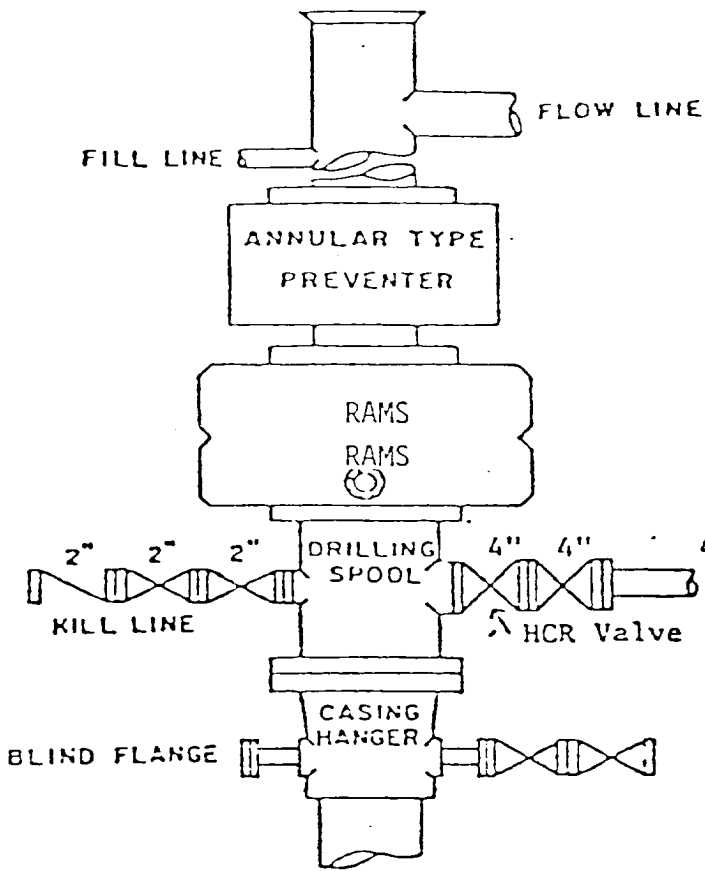 FLOW LINE
FILL LINE
ANNULAR TYPE
PREVENTER
RAMS
RAMS
2" 2" 2"
DRILLING
SPOOL
4" 4"
KILL LINE
HCR Valve
CASING
HANGER
BLIND FLANGE